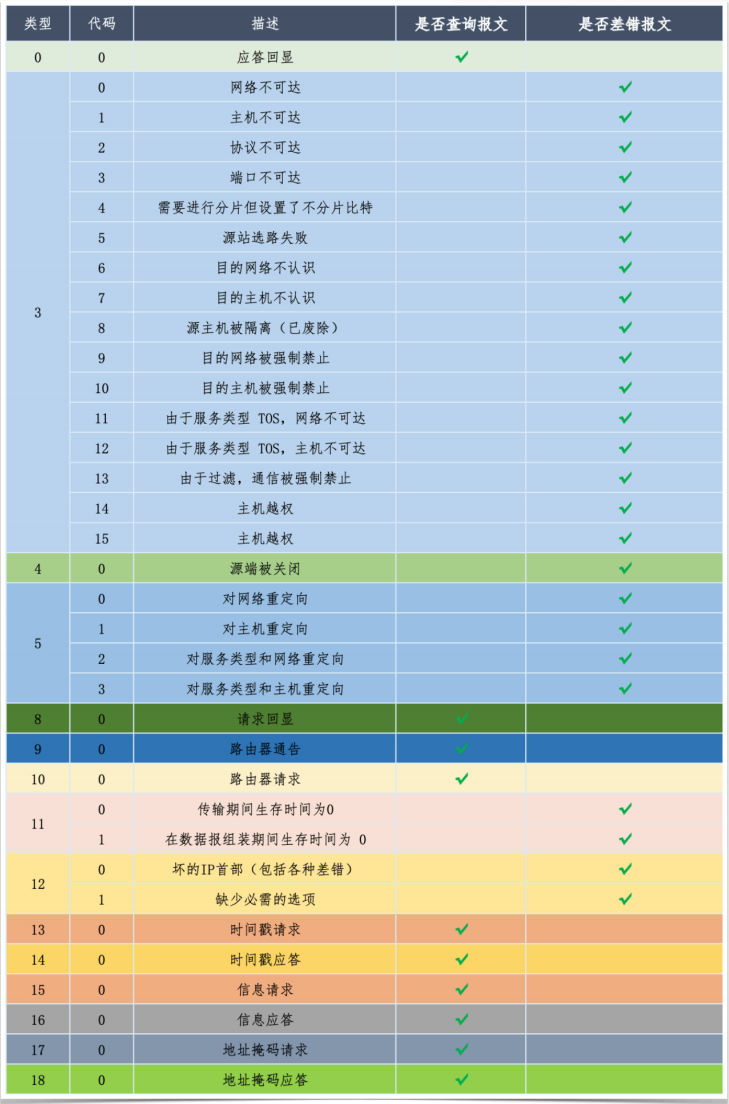 类型 代码 描述 是否查询报文 是否差错报文
0 0 应答回显 ✓
0 网络不可达 ✓
1 主机不可达 ✓
2 协议不可达 ✓
3 端口不可达 ✓
4 需要进行分片但设置了不分片比特 ✓
5 源站选路失败 ✓
6 目的网络不认识 ✓
7 目的主机不认识 ✓
3
8 源主机被隔离（已废除） ✓
9 目的网络被强制禁止 ✓
10 目的主机被强制禁止 ✓
11 由于服务类型 TOS，网络不可达 ✓
12 由于服务类型 TOS，主机不可达 ✓
13 由于过滤，通信被强制禁止 ✓
14 主机越权 ✓
15 主机越权 ✓
4 0 源端被关闭 ✓
0 对网络重定向 ✓
1 对主机重定向 ✓
5
2 对服务类型和网络重定向 ✓
3 对服务类型和主机重定向 ✓
8 0 请求回显 ✓
9 0 路由器通告 ✓
10 0 路由器请求 ✓
11
0 传输期间生存时间为0 ✓
1 在数据报组装期间生存时间为 0 ✓
12
0 坏的IP首部（包括各种差错） ✓
1 缺少必需的选项 ✓
13 0 时间戳请求 ✓
14 0 时间戳应答 ✓
15 0 信息请求 ✓
16 0 信息应答 ✓
17 0 地址掩码请求 ✓
18 0 地址掩码应答 ✓